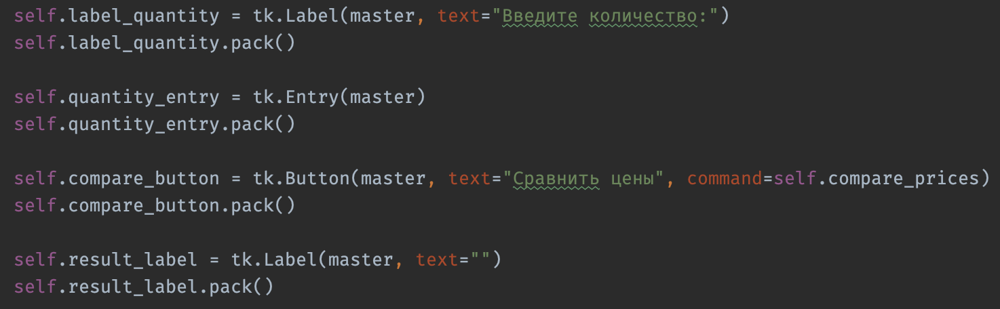 self.label_quantity = tk.Label(master, text="Введите количество:")
self.label_quantity.pack()
self.quantity_entry = tk.Entry(master)
self.quantity_entry.pack()
self.compare_button = tk.Button(master, text="Сравнить цены", command=self.compare_prices)
self.compare_button.pack()
self.result_label = tk.Label(master, text="")
self.result_label.pack()